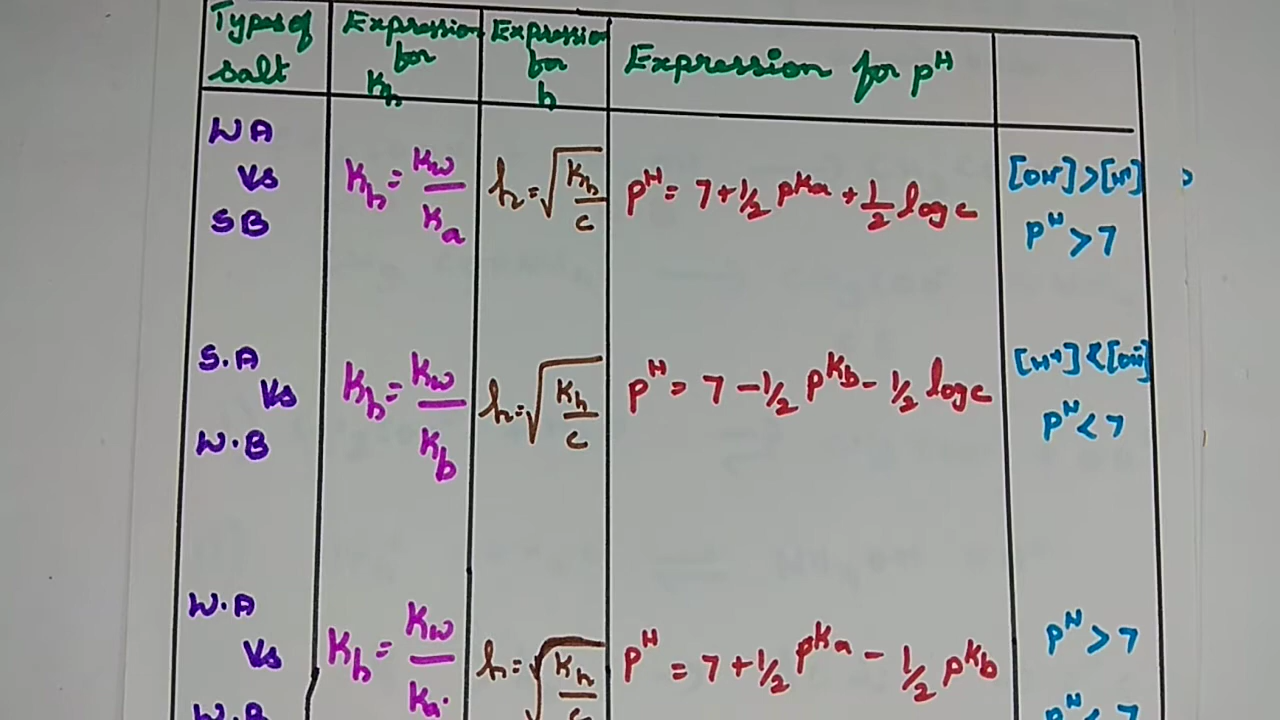 Types of salt
Expression for Kh
Expression for h
Expression for pH
WA Vs SB
Kh = Kw/Ka
h = √Kh/c
pH = 7 + 1/2 pKa + 1/2 log c
[OH-] > [H+]
pH > 7
S.A Vs W.B
Kh = Kw/Kb
h = √Kh/c
pH = 7 - 1/2 pKb - 1/2 log c
[H+] < [OH-]
pH < 7
W.A Vs W.B
Kh = Kw/Ka.
h = √Kh/c
pH = 7 + 1/2 pKa - 1/2 pKb
pH > 7
pH < 7